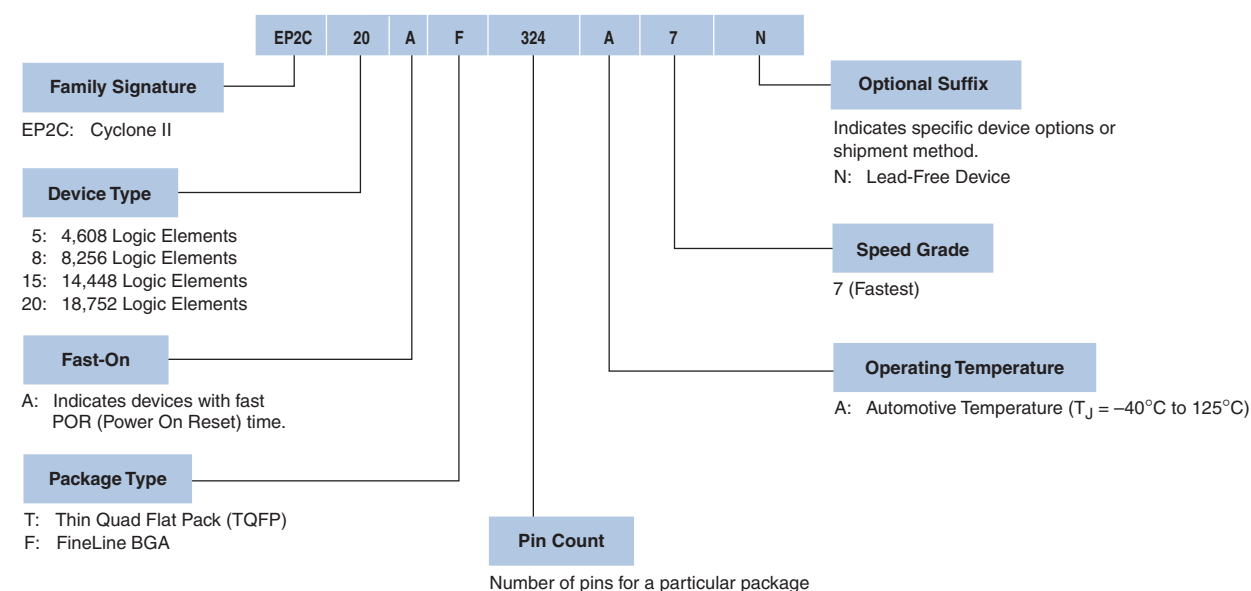 EP2C 20 A F 324 A 7 N
Family Signature
EP2C: Cyclone II
Device Type
5: 4,608 Logic Elements
8: 8,256 Logic Elements
15: 14,448 Logic Elements
20: 18,752 Logic Elements
Fast-On
A: Indicates devices with fast
POR (Power On Reset) time.
Package Type
T: Thin Quad Flat Pack (TQFP)
F: FineLine BGA
Pin Count
Number of pins for a particular package
Optional Suffix
Indicates specific device options or
shipment method.
N: Lead-Free Device
Speed Grade
7 (Fastest)
Operating Temperature
A: Automotive Temperature (TJ = –40°C to 125°C)